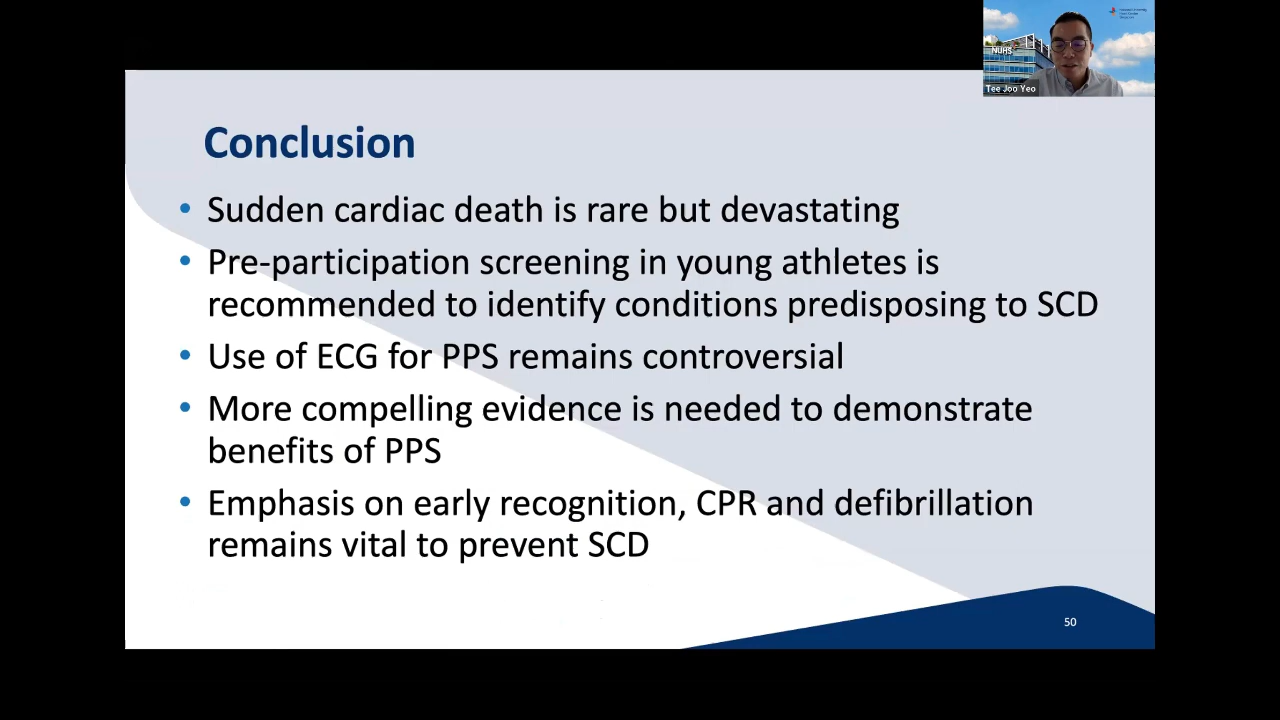 NUHS
Tee Joo Yeo
Conclusion
• Sudden cardiac death is rare but devastating
• Pre-participation screening in young athletes is
recommended to identify conditions predisposing to SCD
• Use of ECG for PPS remains controversial
• More compelling evidence is needed to demonstrate
benefits of PPS
• Emphasis on early recognition, CPR and defibrillation
remains vital to prevent SCD
50